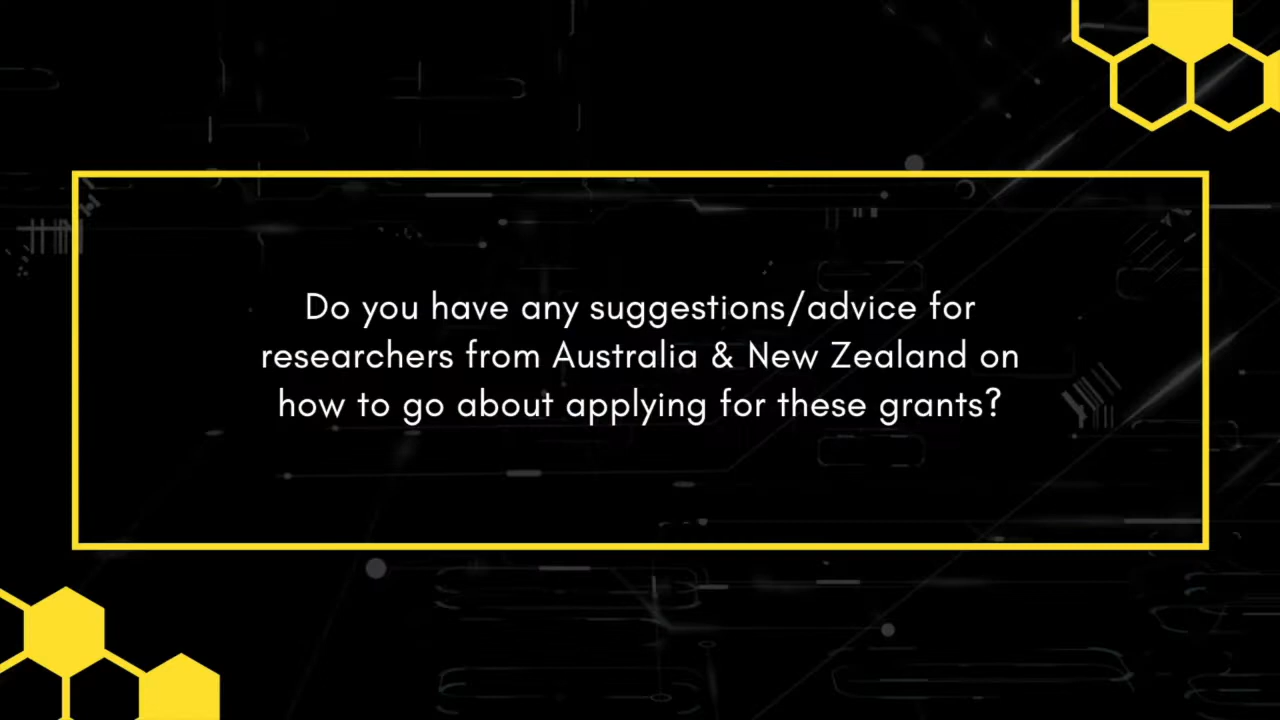 Do you have any suggestions/advice for
researchers from Australia & New Zealand on
how to go about applying for these grants?